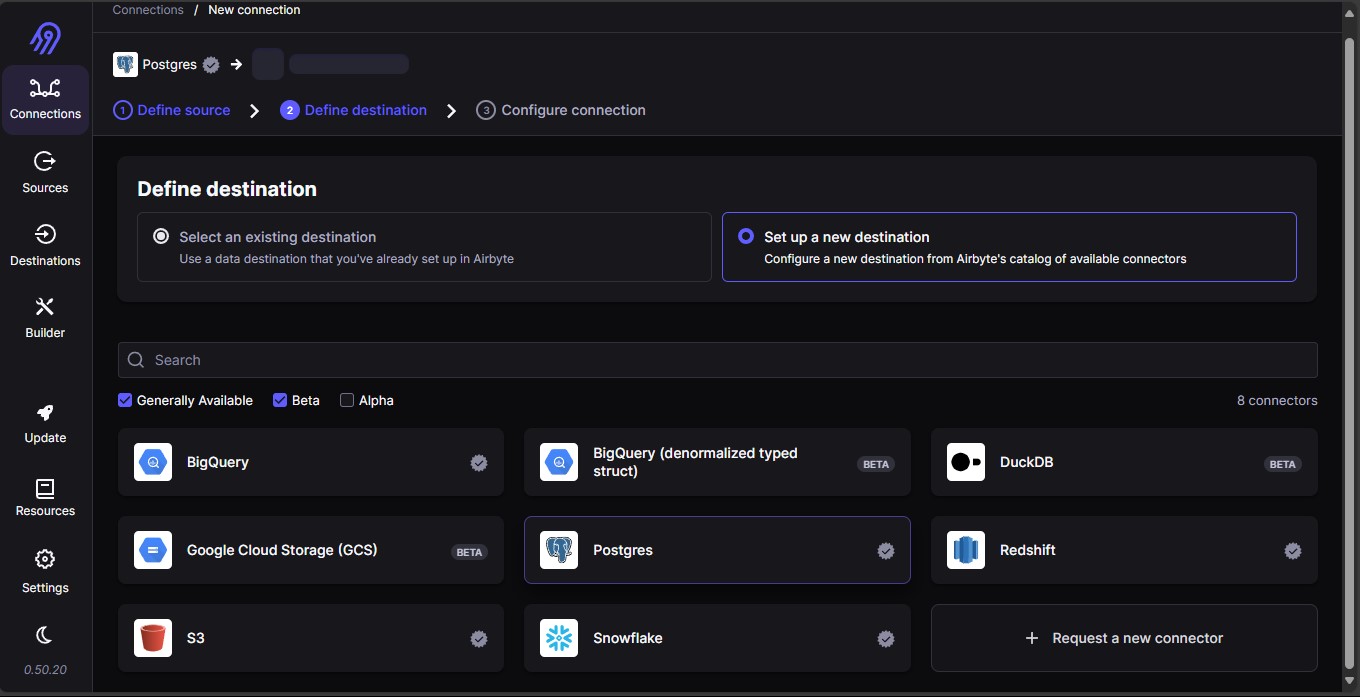 Connections / New connection
Postgres
1 Define source
2 Define destination
3 Configure connection
Connections
Sources
Destinations
Builder
Update
Resources
Settings
0.50.20
Define destination
Select an existing destination
Use a data destination that you've already set up in Airbyte
Set up a new destination
Configure a new destination from Airbyte's catalog of available connectors
Search
Generally Available
Beta
Alpha
8 connectors
BigQuery
BigQuery (denormalized typed
struct)
BETA
DuckDB
BETA
Google Cloud Storage (GCS)
BETA
Postgres
Redshift
S3
Snowflake
+ Request a new connector